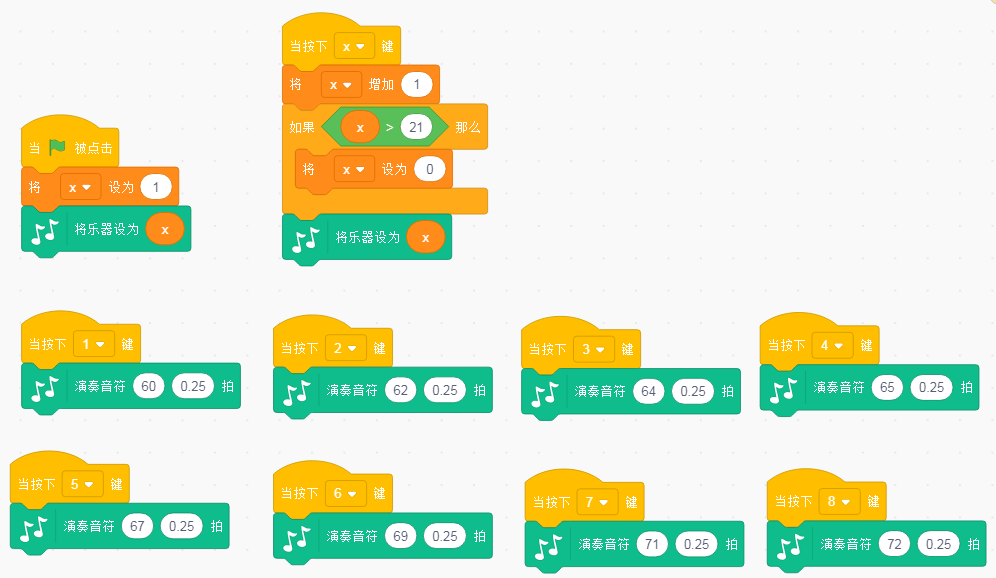 当 被点击
将 x 设为 1
将乐器设为 x
当按下 x 键
将 x 增加 1
如果 x > 21 那么
将 x 设为 0
将乐器设为 x
当按下 1 键
演奏音符 60 0.25 拍
当按下 2 键
演奏音符 62 0.25 拍
当按下 3 键
演奏音符 64 0.25 拍
当按下 4 键
演奏音符 65 0.25 拍
当按下 5 键
演奏音符 67 0.25 拍
当按下 6 键
演奏音符 69 0.25 拍
当按下 7 键
演奏音符 71 0.25 拍
当按下 8 键
演奏音符 72 0.25 拍